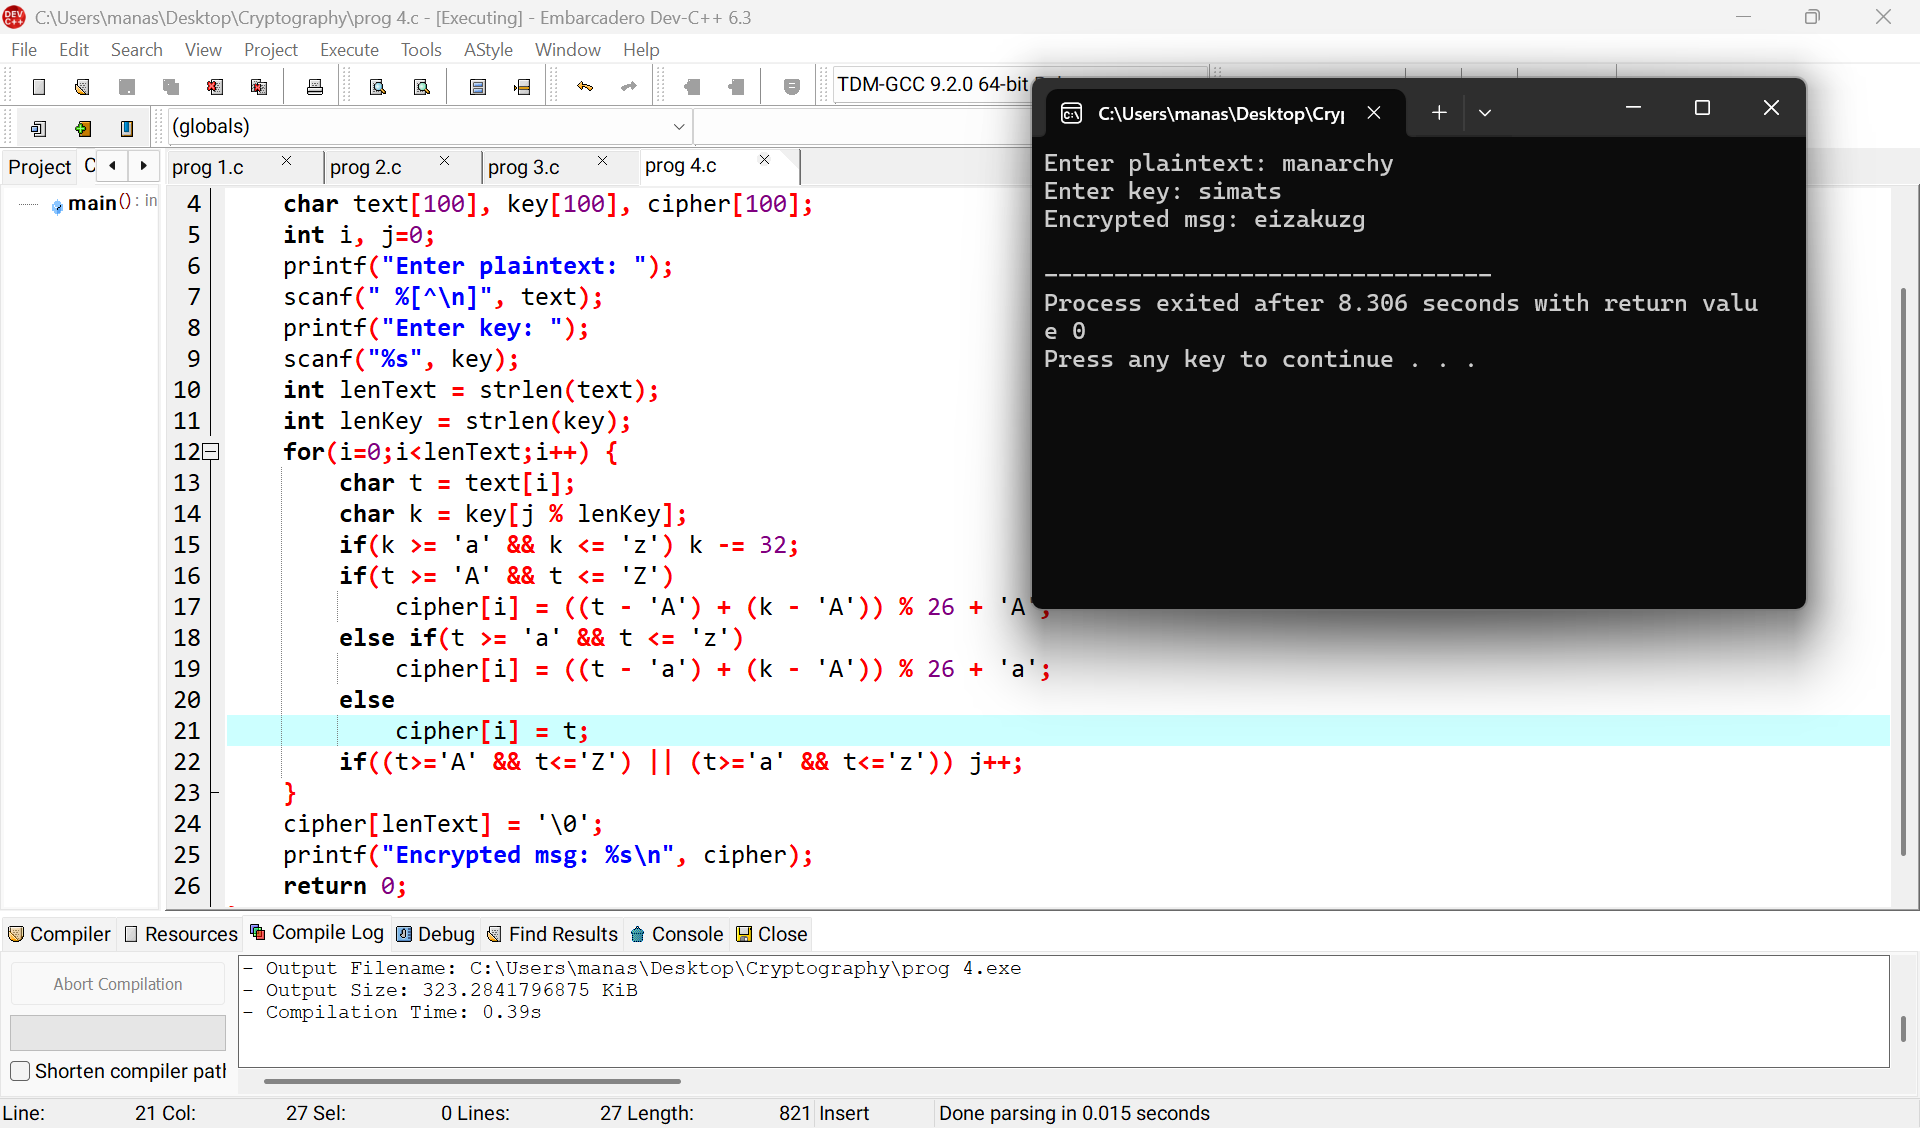 C:\Users\manas\Desktop\Cryptography\prog 4.c - [Executing] - Embarcadero Dev-C++ 6.3
File Edit Search View Project Execute Tools AStyle Window Help
TDM-GCC 9.2.0 64-bit
(globals)
Project
prog 1.c prog 2.c prog 3.c prog 4.c
main() : in
4 char text[100], key[100], cipher[100];
5 int i, j=0;
6 printf("Enter plaintext: ");
7 scanf(" %[^\n]", text);
8 printf("Enter key: ");
9 scanf("%s", key);
10 int lenText = strlen(text);
11 int lenKey = strlen(key);
12 for(i=0;i<lenText;i++) {
13 char t = text[i];
14 char k = key[j % lenKey];
15 if(k >= 'a' && k <= 'z') k -= 32;
16 if(t >= 'A' && t <= 'Z')
17 cipher[i] = ((t - 'A') + (k - 'A')) % 26 + 'A';
18 else if(t >= 'a' && t <= 'z')
19 cipher[i] = ((t - 'a') + (k - 'A')) % 26 + 'a';
20 else
21 cipher[i] = t;
22 if((t>='A' && t<='Z') || (t>='a' && t<='z')) j++;
23 }
24 cipher[lenText] = '\0';
25 printf("Encrypted msg: %s\n", cipher);
26 return 0;
C:\Users\manas\Desktop\Cry
Enter plaintext: manarchy
Enter key: simats
Encrypted msg: eizakuzg
--------------------------------
Process exited after 8.306 seconds with return valu
e 0
Press any key to continue . . .
Compiler Resources Compile Log Debug Find Results Console Close
Abort Compilation
Shorten compiler path
- Output Filename: C:\Users\manas\Desktop\Cryptography\prog 4.exe
- Output Size: 323.2841796875 KiB
- Compilation Time: 0.39s
Line: 21 Col: 27 Sel: 0 Lines: 27 Length: 821 Insert Done parsing in 0.015 seconds